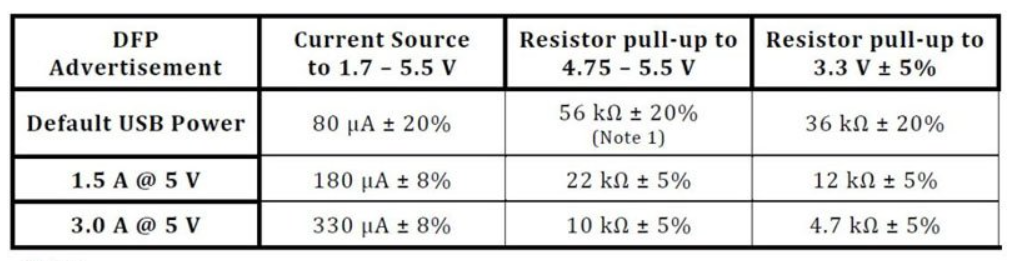 DFP Advertisement
Current Source to 1.7 – 5.5 V
Resistor pull-up to 4.75 – 5.5 V
Resistor pull-up to 3.3 V ± 5%
Default USB Power
80 μA ± 20%
56 kΩ ± 20%
(Note 1)
36 kΩ ± 20%
1.5 A @ 5 V
180 μA ± 8%
22 kΩ ± 5%
12 kΩ ± 5%
3.0 A @ 5 V
330 μA ± 8%
10 kΩ ± 5%
4.7 kΩ ± 5%